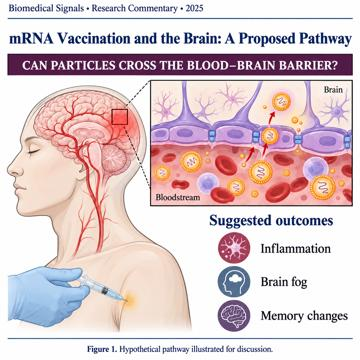 Biomedical Signals • Research Commentary • 2025
mRNA Vaccination and the Brain: A Proposed Pathway
CAN PARTICLES CROSS THE BLOOD–BRAIN BARRIER?
Brain
Bloodstream
Suggested outcomes
Inflammation
Brain fog
Memory changes
Figure 1. Hypothetical pathway illustrated for discussion.